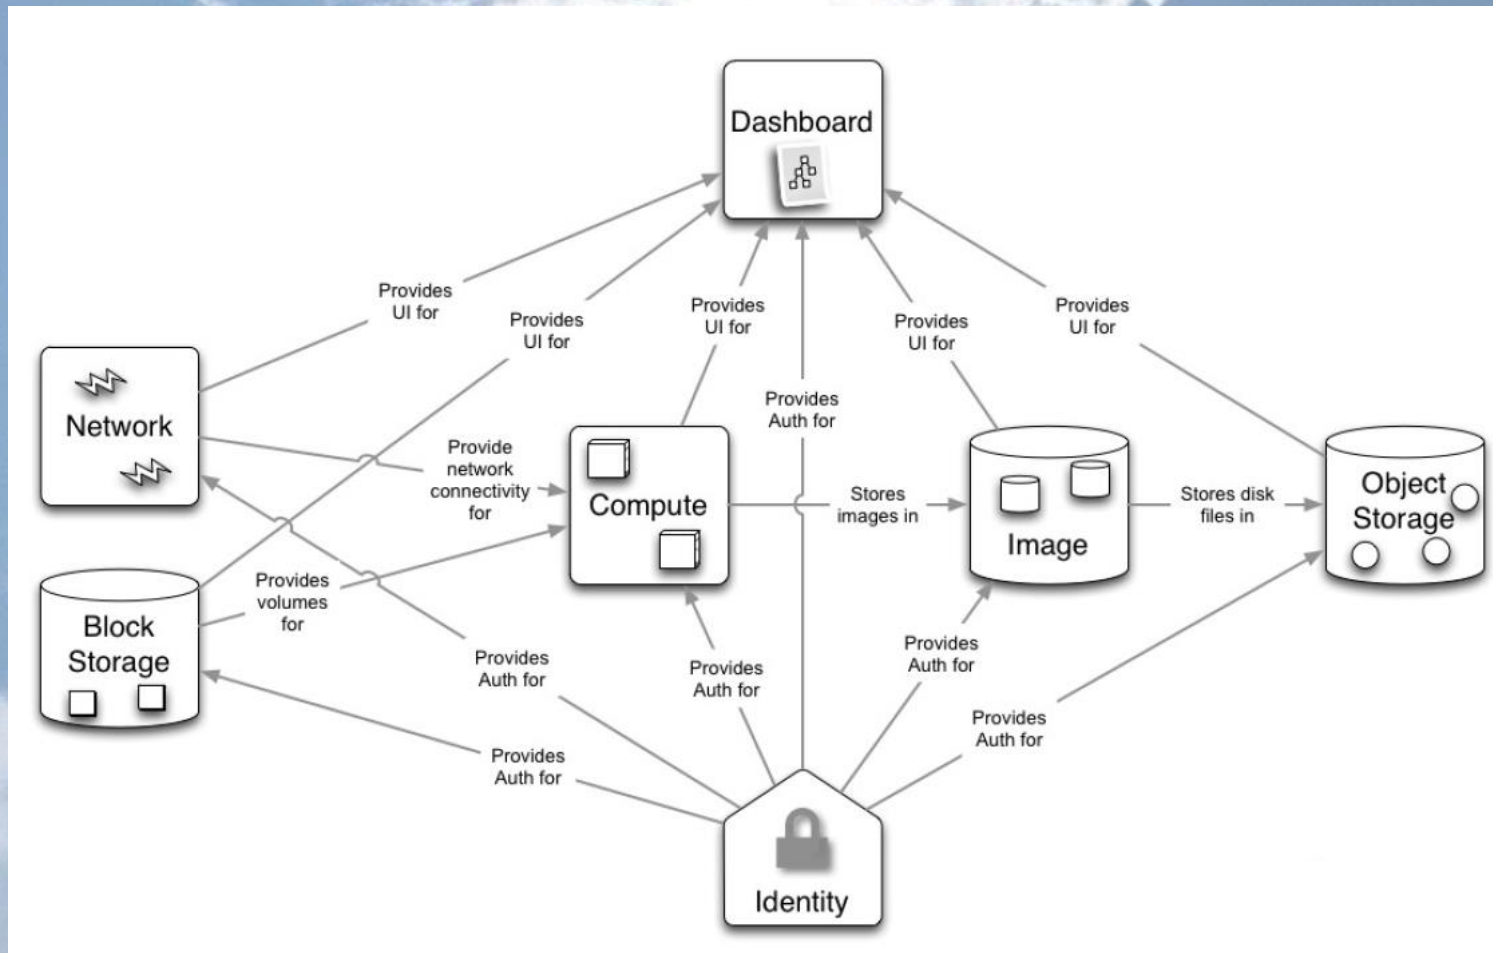 Dashboard
Provides
UI for
Provides
UI for
Provides
UI for
Provides
UI for
Provides
UI for
Provides
Auth for
Network
Provide
network
connectivity
for
Compute
Stores
images in
Image
Stores disk
files in
Object
Storage
Block
Storage
Provides
volumes
for
Provides
Auth for
Provides
Auth for
Provides
Auth for
Provides
Auth for
Provides
Auth for
Identity